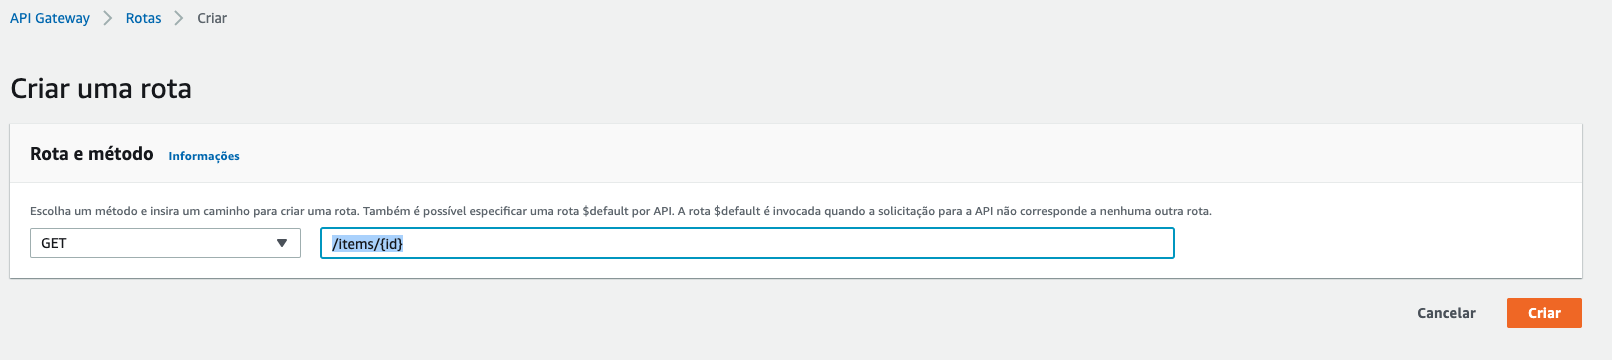 API Gateway > Rotas > Criar
Criar uma rota
Rota e método Informações
Escolha um método e insira um caminho para criar uma rota. Também é possível especificar uma rota $default por API. A rota $default é invocada quando a solicitação para a API não corresponde a nenhuma outra rota.
GET /items/{id}
Cancelar Criar